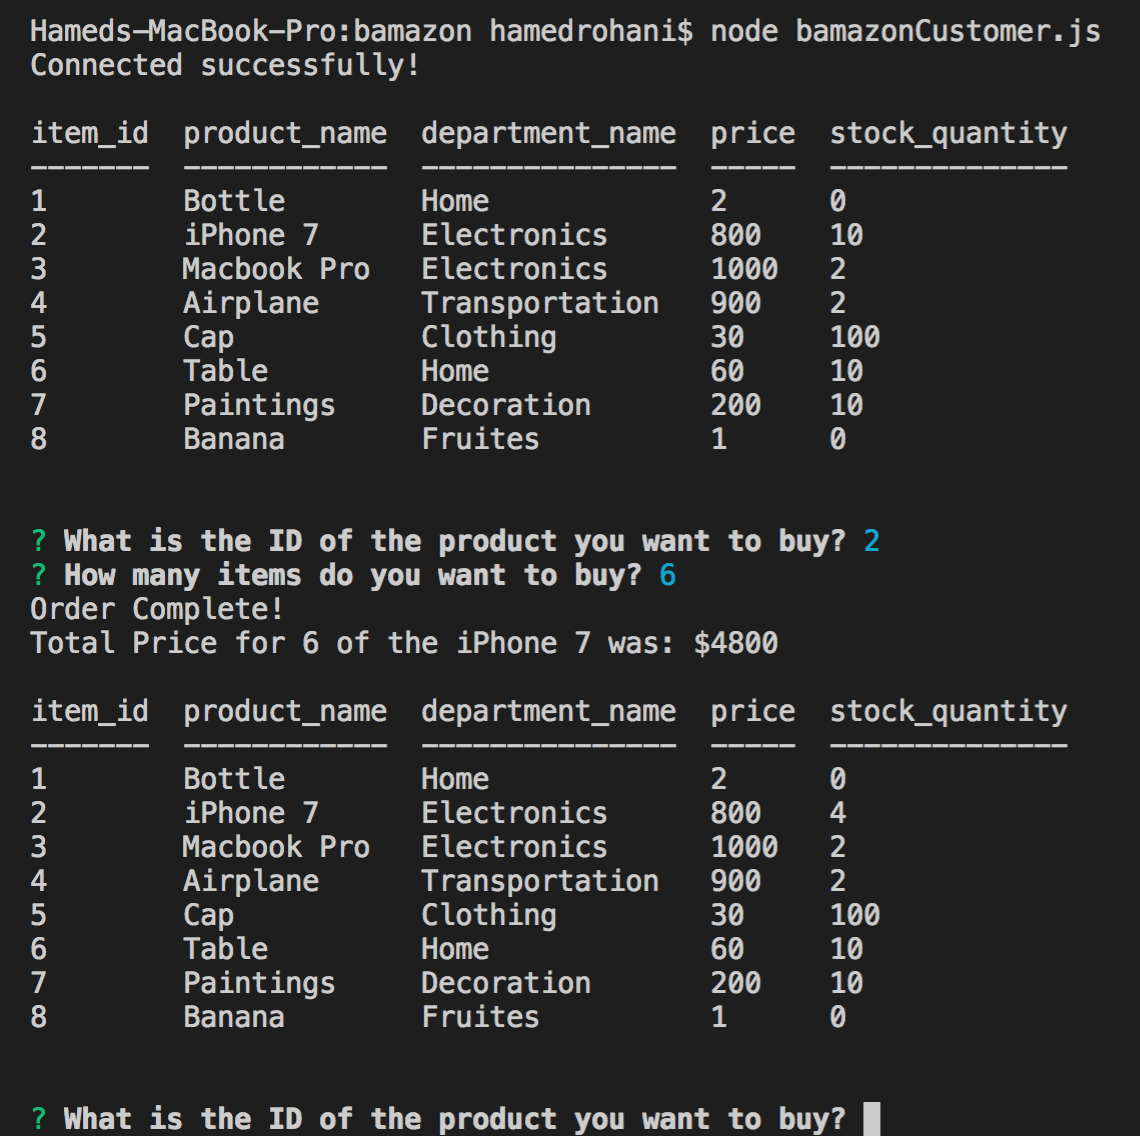 Hameds-MacBook-Pro:bamazon hamedrohani$ node bamazonCustomer.js
Connected successfully!
item_id  product_name  department_name  price  stock_quantity
-------  ------------  ---------------  -----  --------------
1        Bottle        Home             2      0
2        iPhone 7      Electronics      800    10
3        Macbook Pro   Electronics      1000   2
4        Airplane      Transportation   900    2
5        Cap           Clothing         30     100
6        Table         Home             60     10
7        Paintings     Decoration       200    10
8        Banana        Fruites          1      0
? What is the ID of the product you want to buy? 2
? How many items do you want to buy? 6
Order Complete!
Total Price for 6 of the iPhone 7 was: $4800
item_id  product_name  department_name  price  stock_quantity
-------  ------------  ---------------  -----  --------------
1        Bottle        Home             2      0
2        iPhone 7      Electronics      800    4
3        Macbook Pro   Electronics      1000   2
4        Airplane      Transportation   900    2
5        Cap           Clothing         30     100
6        Table         Home             60     10
7        Paintings     Decoration       200    10
8        Banana        Fruites          1      0
? What is the ID of the product you want to buy?